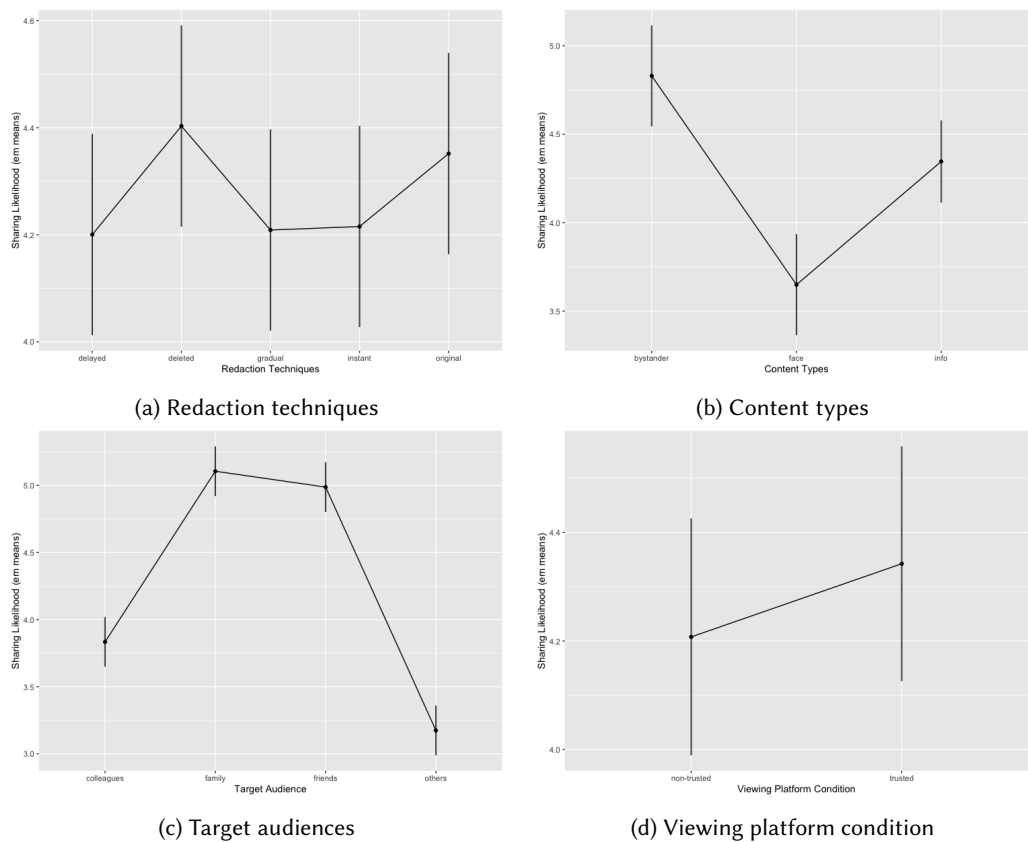 4.6
4.4
4.2
4.0
Sharing Likelihood (em means)
delayed deleted gradual instant original
Redaction Techniques
(a) Redaction techniques
5.0
4.5
4.0
3.5
Sharing Likelihood (em means)
bystander face info
Content Types
(b) Content types
5.0
4.5
4.0
3.5
3.0
Sharing Likelihood (em means)
colleagues family friends others
Target Audience
(c) Target audiences
4.4
4.2
4.0
Sharing Likelihood (em means)
non-trusted trusted
Viewing Platform Condition
(d) Viewing platform condition